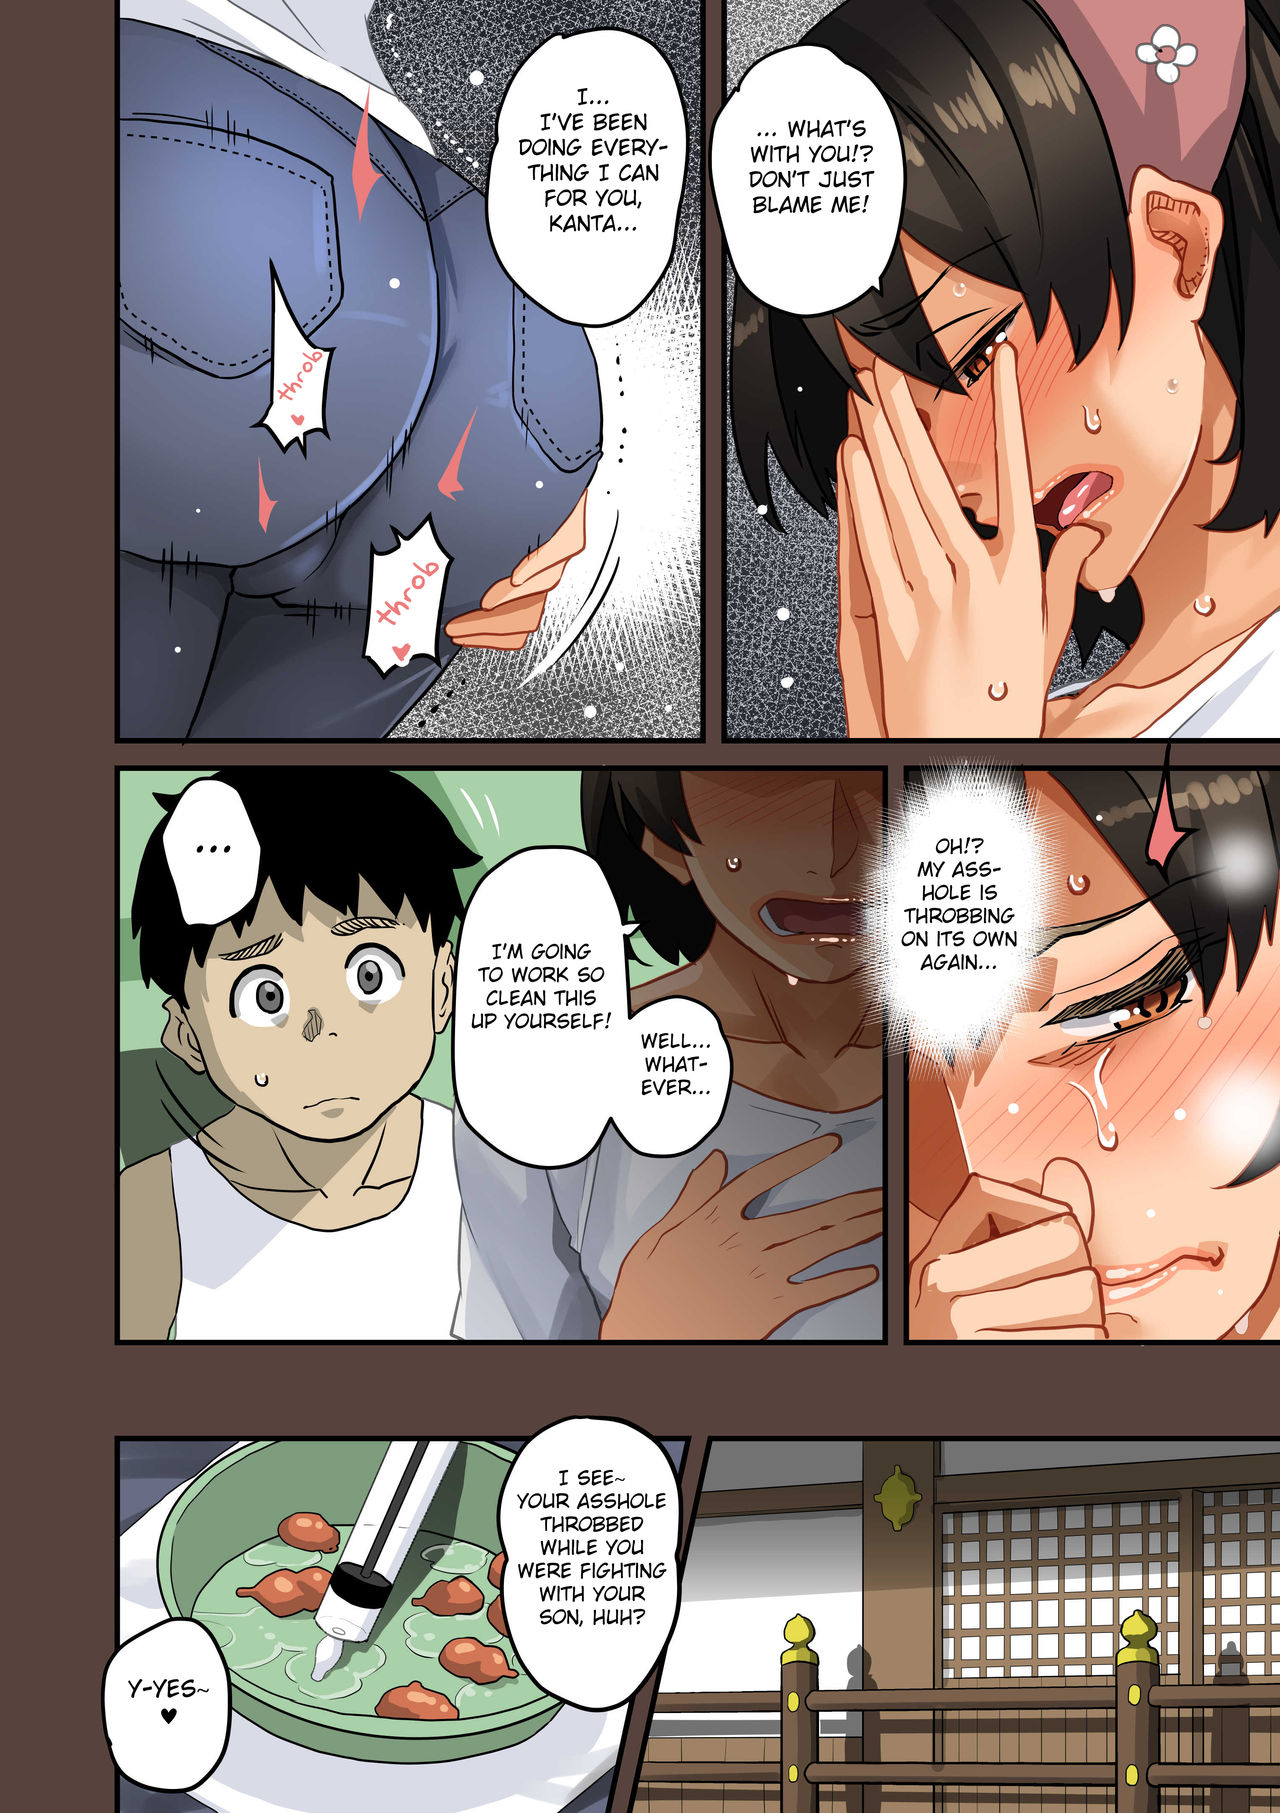 ... WHAT'S
WITH YOU!?
DON'T JUST
BLAME ME!
I...
I'VE BEEN
DOING EVERY-
THING I CAN
FOR YOU,
KANTA...
throb
throb
OH!?
MY ASS-
HOLE IS
THROBBING
ON ITS OWN
AGAIN...
WELL...
WHAT-
EVER...
I'M GOING
TO WORK SO
CLEAN THIS
UP YOURSELF!
...
I SEE~
YOUR ASSHOLE
THROBBED
WHILE YOU
WERE FIGHTING
WITH YOUR
SON, HUH?
Y-YES~
♥